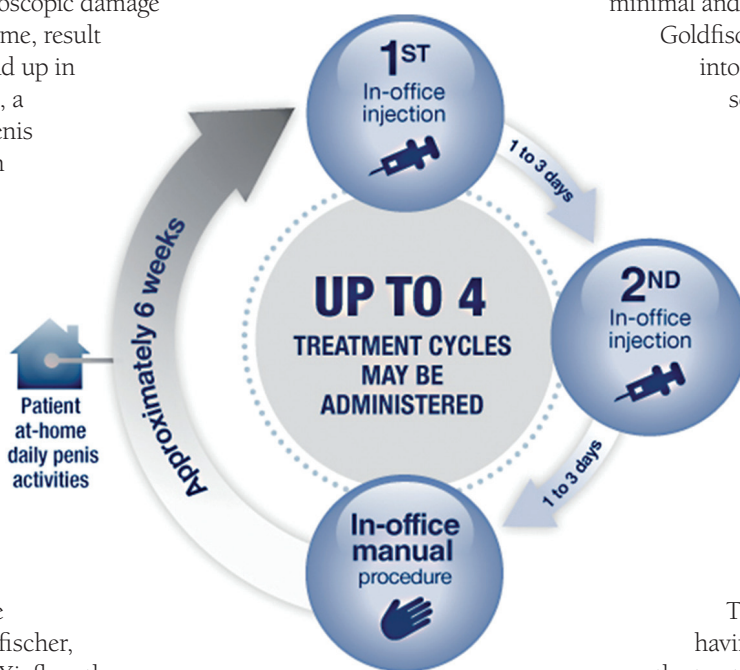 oscopic damage
me, result
d up in
, a
enis
minimal and
Goldfisc
into
1ST
In-office
injection
1 to 3 days
2ND
In-office
injection
1 to 3 days
In-office
manual
procedure
Approximately 6 weeks
Patient
at-home
daily penis
activities
UP TO 4
TREATMENT CYCLES
MAY BE
ADMINISTERED
fischer,
havin